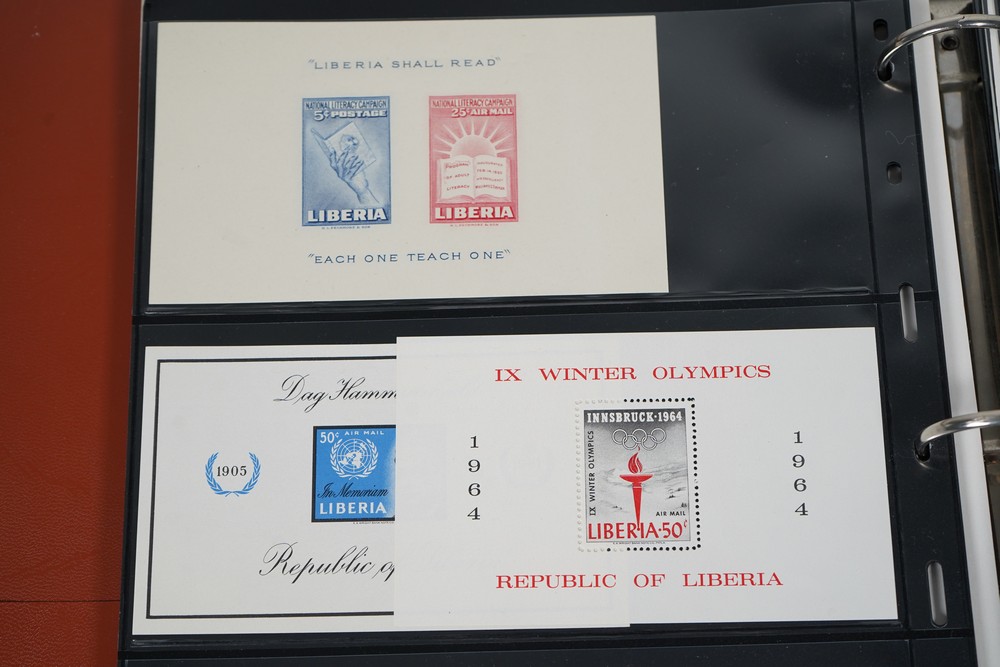 "LIBERIA SHALL READ"
NATIONAL LITERACY CAMPAIGN
5¢ POSTAGE
LIBERIA
NATIONAL LITERACY CAMPAIGN
25¢ AIR MAIL
LIBERIA
"EACH ONE TEACH ONE"
Dag Hamm
50¢ AIR MAIL
1905
In Memoriam
LIBERIA
Republic of
IX WINTER OLYMPICS
1
9
6
4
INNSBRUCK·1964
IX WINTER OLYMPICS
AIR MAIL
LIBERIA·50¢
1
9
6
4
REPUBLIC OF LIBERIA